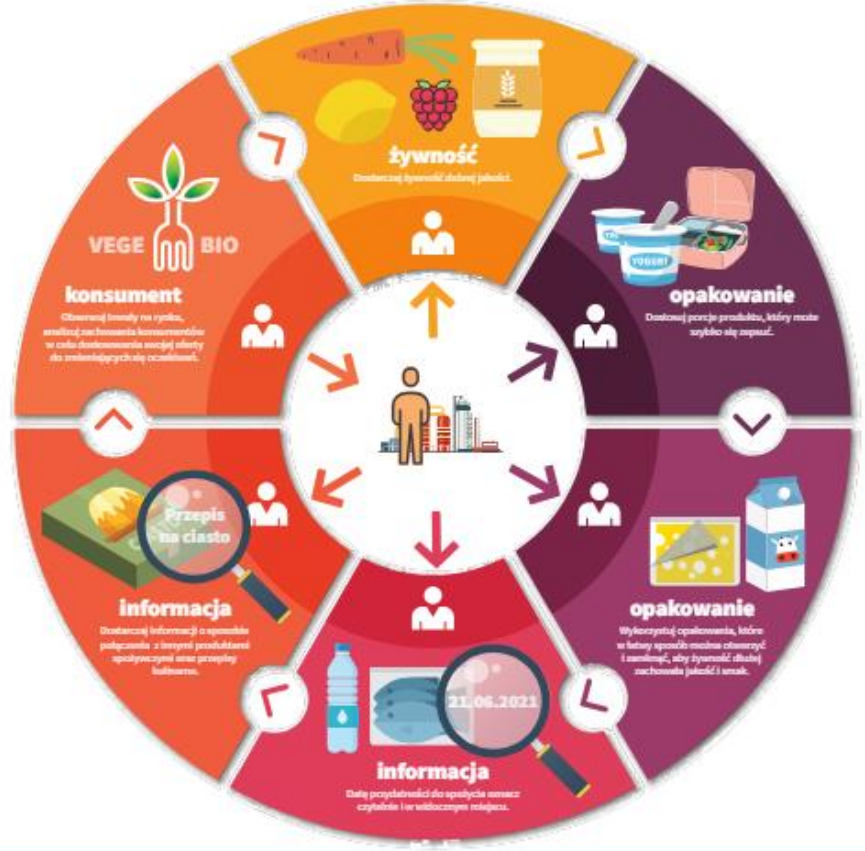 żywność
Dostarczaj żywność dobrej jakości.
YOGURT
opakowanie
Dostosuj porcje produktu, który może
szybko się zepsuć.
opakowanie
Wykorzystuj opakowania, które
w łatwy sposób można otworzyć
i zamknąć, aby żywność dłużej
zachowała jakość i smak.
21.06.2021
informacja
Datę przydatności do spożycia oznacz
czytelnie i w widocznym miejscu.
Przepis
na ciasto
informacja
Dostarczaj informacji o sposobie
połączenia z innymi produktami
spożywczymi oraz przepisy
kulinarne.
VEGE BIO
konsument
Obserwuj trendy na rynku,
analizuj zachowania konsumentów
w celu dostosowania swojej oferty
do zmieniających się oczekiwań.